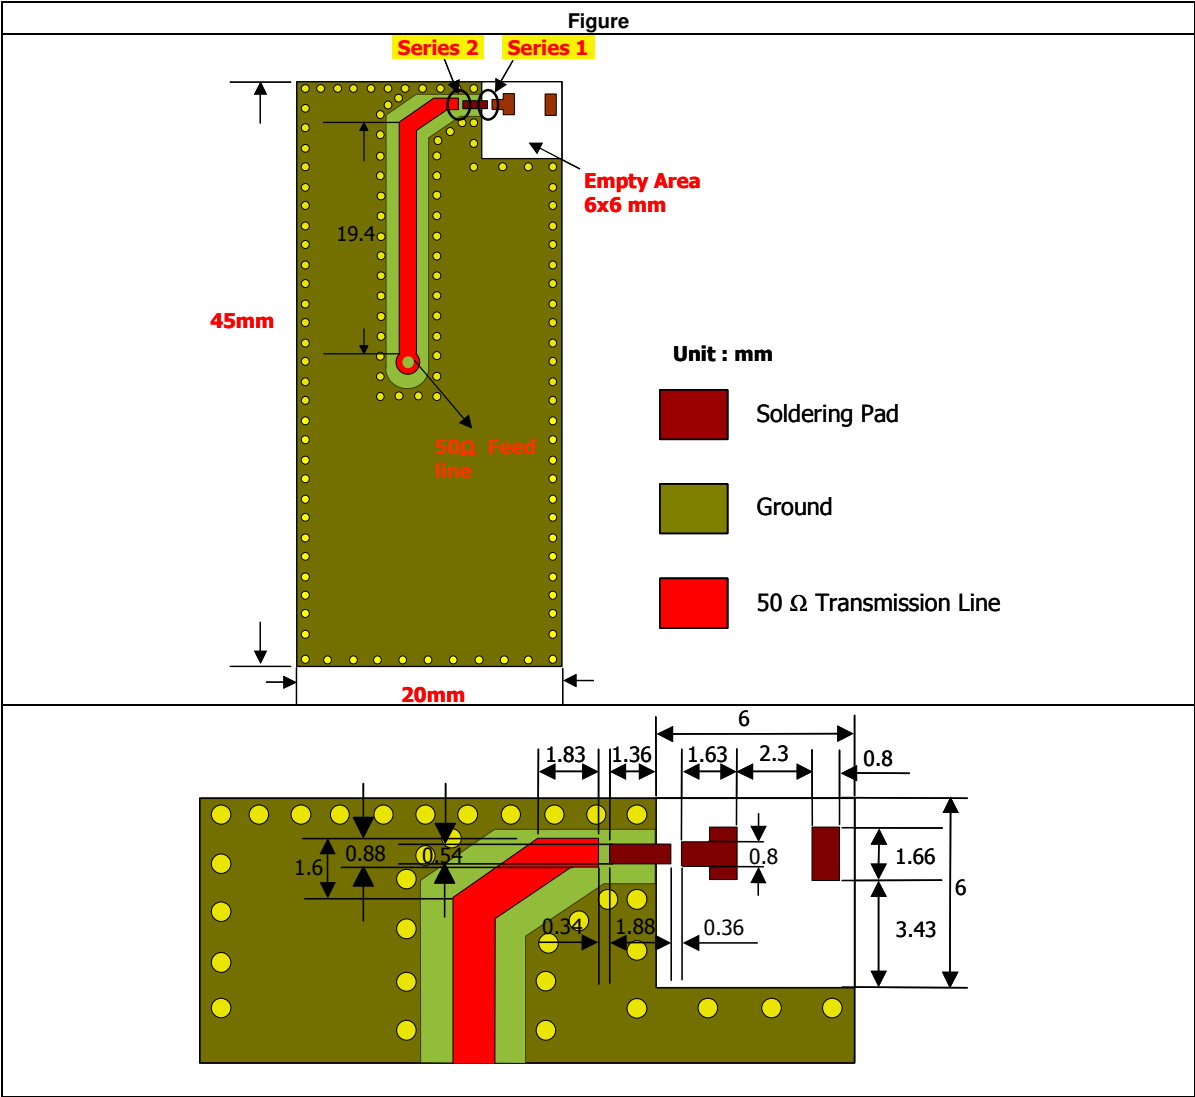 Figure
Series 2 Series 1
Empty Area
6x6 mm
19.4
45mm
Unit : mm
Soldering Pad
50Ω Feed
line
Ground
50 Ω Transmission Line
20mm
6
1.83 1.36 1.63 2.3 0.8
1.6 0.88 0.54 0.8 1.66
6
0.34 1.88 0.36 3.43